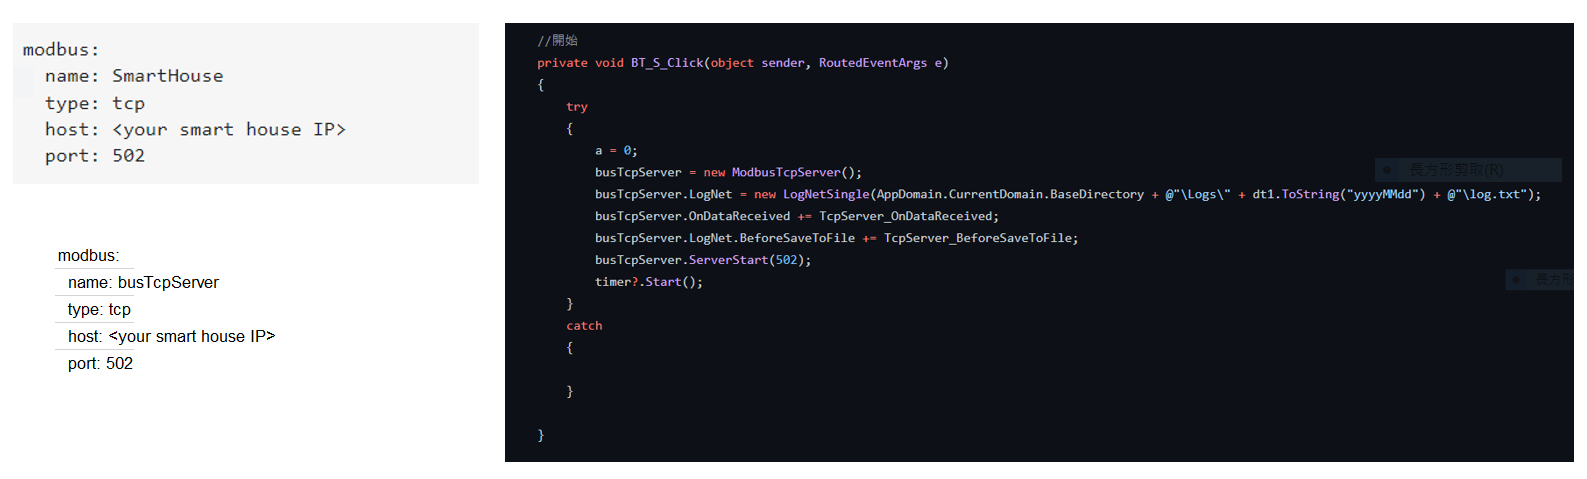 modbus:
name: SmartHouse
type: tcp
host: <your smart house IP>
port: 502
modbus:
name: busTcpServer
type: tcp
host: <your smart house IP>
port: 502
//開始
private void BT_S_Click(object sender, RoutedEventArgs e)
{
try
{
a = 0;
busTcpServer = new ModbusTcpServer();
長方形剪取(R)
busTcpServer.LogNet = new LogNetSingle(AppDomain.CurrentDomain.BaseDirectory + @"\Logs\" + dt1.ToString("yyyyMMdd") + @"\log.txt");
busTcpServer.OnDataReceived += TcpServer_OnDataReceived;
busTcpServer.LogNet.BeforeSaveToFile += TcpServer_BeforeSaveToFile;
busTcpServer.ServerStart(502);
timer?.Start();
長方形
}
catch
{
}
}